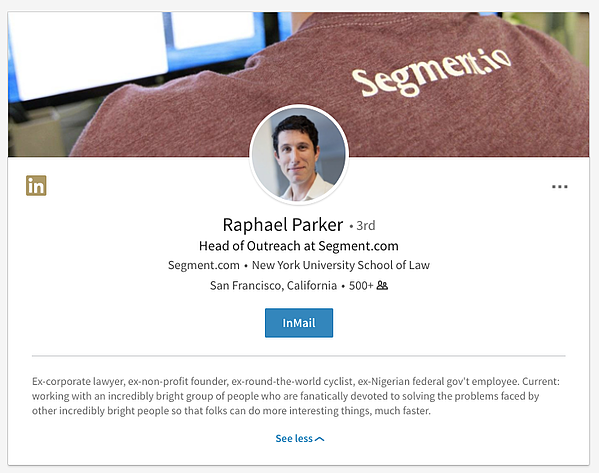 Segment.io
in
Raphael Parker • 3rd
Head of Outreach at Segment.com
Segment.com • New York University School of Law
San Francisco, California • 500+
InMail
Ex-corporate lawyer, ex-non-profit founder, ex-round-the-world cyclist, ex-Nigerian federal gov't employee. Current:
working with an incredibly bright group of people who are fanatically devoted to solving the problems faced by
other incredibly bright people so that folks can do more interesting things, much faster.
See less